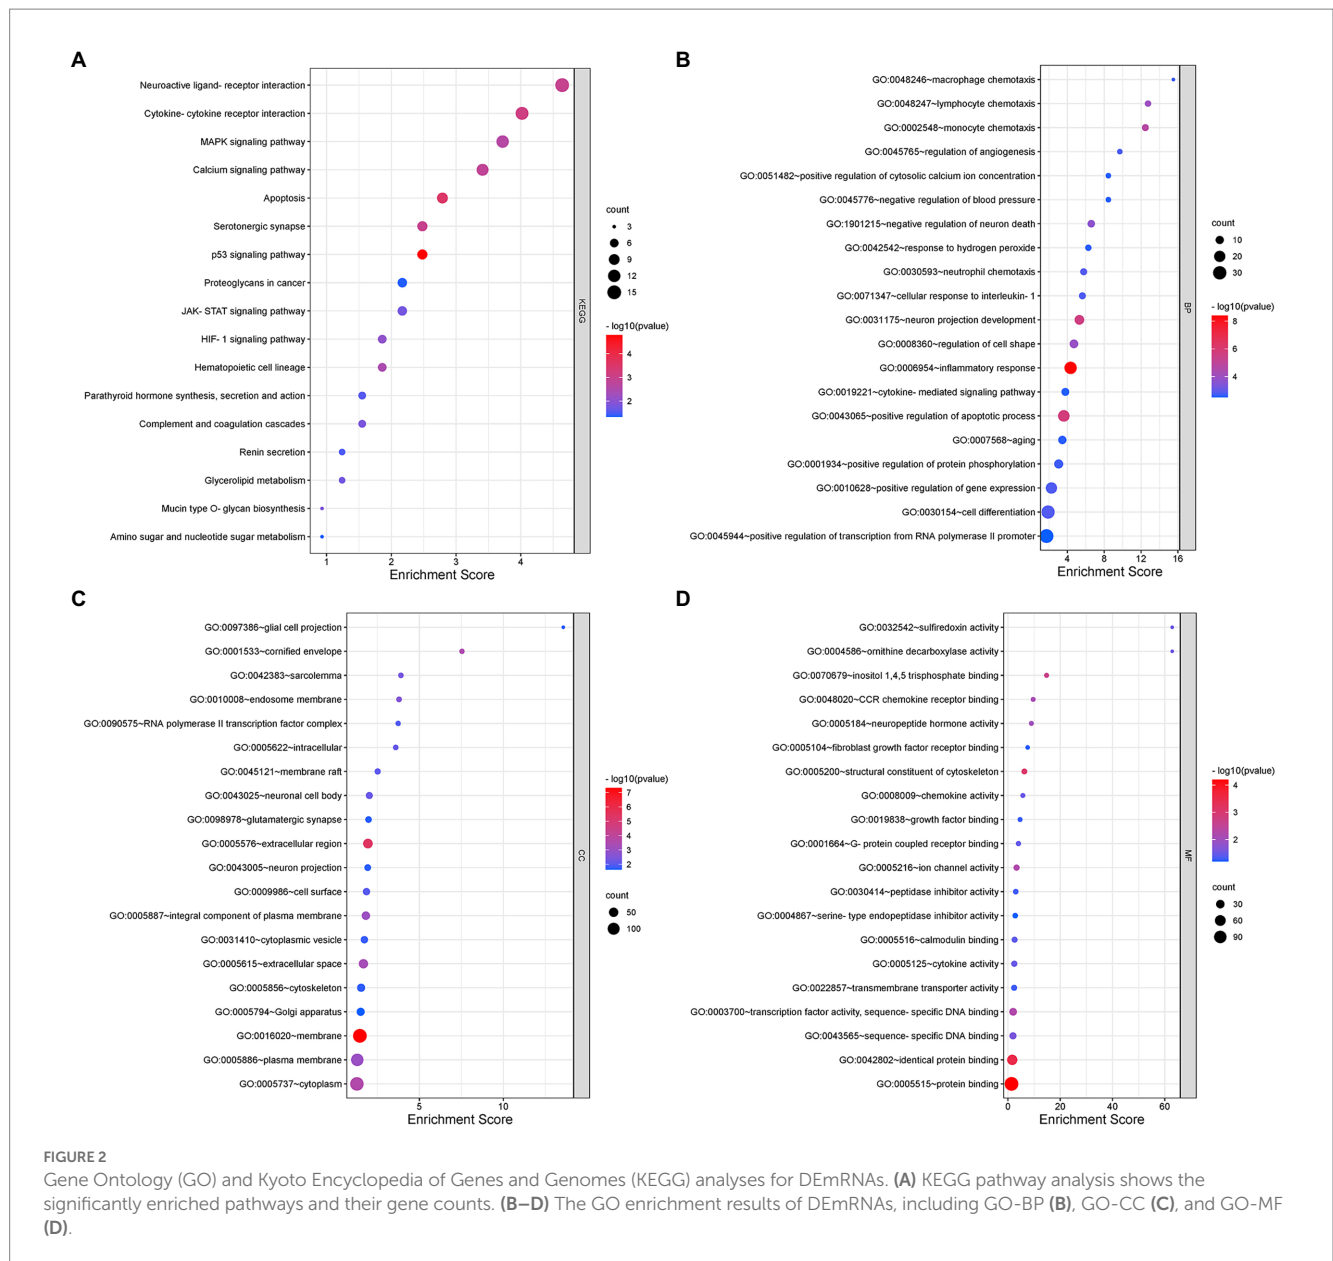 A
Neuroactive ligand- receptor interaction
Cytokine- cytokine receptor interaction
MAPK signaling pathway
Calcium signaling pathway
Apoptosis
Serotonergic synapse
p53 signaling pathway
Proteoglycans in cancer
JAK- STAT signaling pathway
HIF- 1 signaling pathway
Hematopoietic cell lineage
Parathyroid hormone synthesis, secretion and action
Complement and coagulation cascades
Renin secretion
Glycerolipid metabolism
Mucin type O- glycan biosynthesis
Amino sugar and nucleotide sugar metabolism
1 2 3 4
Enrichment Score
KEGG
count
3
6
9
12
15
- log10(pvalue)
4
3
2
B
GO:0048246~macrophage chemotaxis
GO:0048247~lymphocyte chemotaxis
GO:0002548~monocyte chemotaxis
GO:0045765~regulation of angiogenesis
GO:0051482~positive regulation of cytosolic calcium ion concentration
GO:0045776~negative regulation of blood pressure
GO:1901215~negative regulation of neuron death
GO:0042542~response to hydrogen peroxide
GO:0030593~neutrophil chemotaxis
GO:0071347~cellular response to interleukin- 1
GO:0031175~neuron projection development
GO:0008360~regulation of cell shape
GO:0006954~inflammatory response
GO:0019221~cytokine- mediated signaling pathway
GO:0043065~positive regulation of apoptotic process
GO:0007568~aging
GO:0001934~positive regulation of protein phosphorylation
GO:0010628~positive regulation of gene expression
GO:0030154~cell differentiation
GO:0045944~positive regulation of transcription from RNA polymerase II promoter
4 8 12 16
Enrichment Score
BP
count
10
20
30
- log10(pvalue)
8
6
4
C
GO:0097386~glial cell projection
GO:0001533~cornified envelope
GO:0042383~sarcolemma
GO:0010008~endosome membrane
GO:0090575~RNA polymerase II transcription factor complex
GO:0005622~intracellular
GO:0045121~membrane raft
GO:0043025~neuronal cell body
GO:0098978~glutamatergic synapse
GO:0005576~extracellular region
GO:0043005~neuron projection
GO:0009986~cell surface
GO:0005887~integral component of plasma membrane
GO:0031410~cytoplasmic vesicle
GO:0005615~extracellular space
GO:0005856~cytoskeleton
GO:0005794~Golgi apparatus
GO:0016020~membrane
GO:0005886~plasma membrane
GO:0005737~cytoplasm
5 10
Enrichment Score
CC
- log10(pvalue)
7
6
5
4
3
2
count
50
100
D
GO:0032542~sulfiredoxin activity
GO:0004586~ornithine decarboxylase activity
GO:0070679~inositol 1,4,5 trisphosphate binding
GO:0048020~CCR chemokine receptor binding
GO:0005184~neuropeptide hormone activity
GO:0005104~fibroblast growth factor receptor binding
GO:0005200~structural constituent of cytoskeleton
GO:0008009~chemokine activity
GO:0019838~growth factor binding
GO:0001664~G- protein coupled receptor binding
GO:0005216~ion channel activity
GO:0030414~peptidase inhibitor activity
GO:0004867~serine- type endopeptidase inhibitor activity
GO:0005516~calmodulin binding
GO:0005125~cytokine activity
GO:0022857~transmembrane transporter activity
GO:0003700~transcription factor activity, sequence- specific DNA binding
GO:0043565~sequence- specific DNA binding
GO:0042802~identical protein binding
GO:0005515~protein binding
0 20 40 60
Enrichment Score
MF
- log10(pvalue)
4
3
2
count
30
60
90
FIGURE 2
Gene Ontology (GO) and Kyoto Encyclopedia of Genes and Genomes (KEGG) analyses for DEmRNAs. (A) KEGG pathway analysis shows the
significantly enriched pathways and their gene counts. (B–D) The GO enrichment results of DEmRNAs, including GO-BP (B), GO-CC (C), and GO-MF
(D).